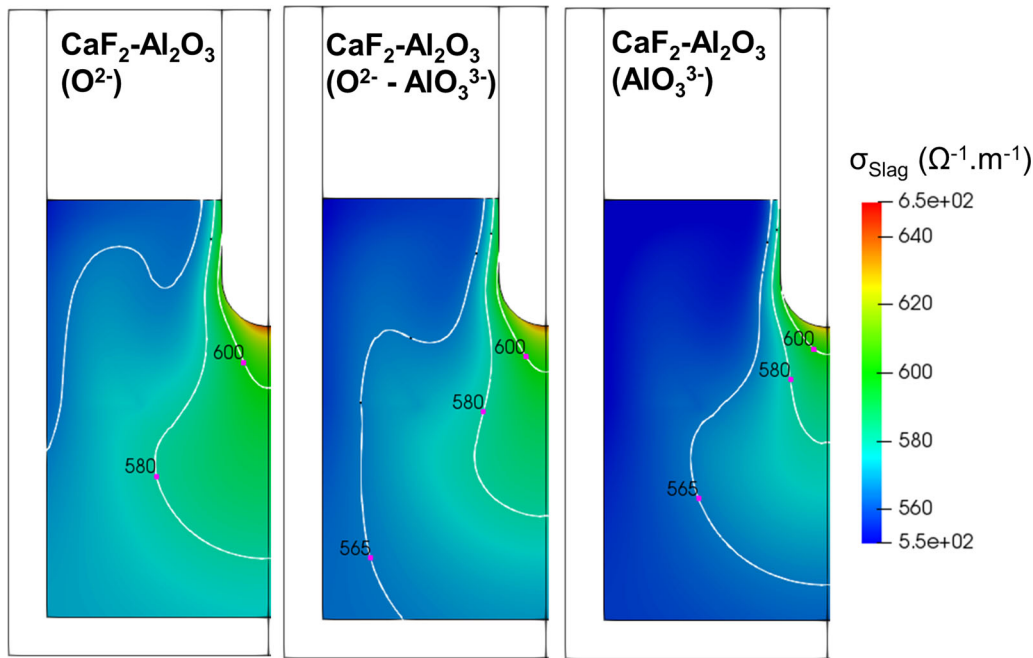 CaF₂-Al₂O₃
(O²⁻)
600
580
CaF₂-Al₂O₃
(O²⁻ - AlO₃³⁻)
600
580
565
CaF₂-Al₂O₃
(AlO₃³⁻)
600
580
565
σSlag (Ω⁻¹.m⁻¹)
6.5e+02
640
620
600
580
560
5.5e+02